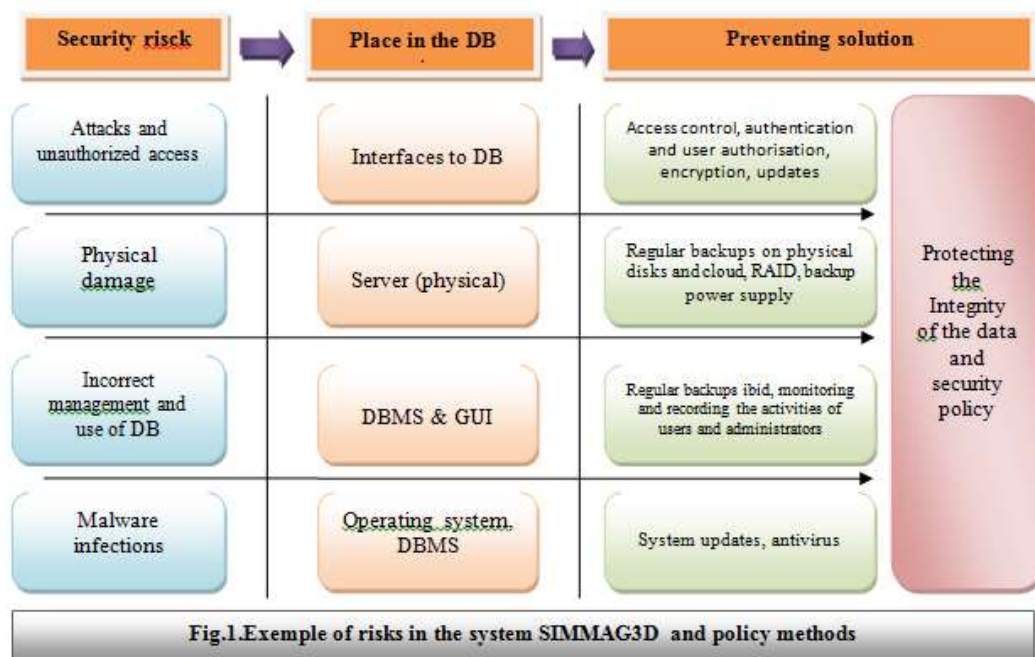 Security risck
Place in the DB
.
Preventing solution
Attacks and
unauthorized access
Interfaces to DB
Access control, authentication
and user authorisation,
encryption, updates
Physical
damage
Server (physical)
Regular backups on physical
disks and cloud, RAID, backup
power supply
Incorrect
management and
use of DB
DBMS & GUI
Regular backups ibid, monitoring
and recording the activities of
users and administrators
Malware
infections
Operating system,
DBMS
System updates, antivirus
Protecting
the
Integrity
of the data
and
security
policy
Fig.1.Exemple of risks in the system SIMMAG3D and policy methods